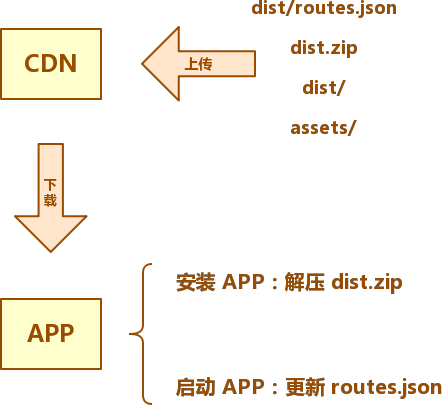 dist/routes.json
dist.zip
dist/
assets/
CDN
上传
下
载
APP
安装 APP：解压 dist.zip
启动 APP：更新 routes.json